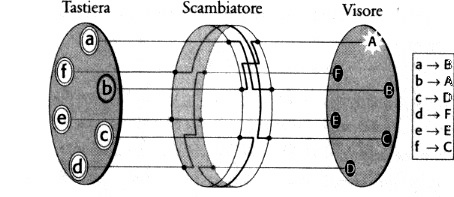 Tastiera Scambiatore Visore
a A
f F
b B
e E
c C
d D
a → B
b → A
c → D
d → F
e → E
f → C